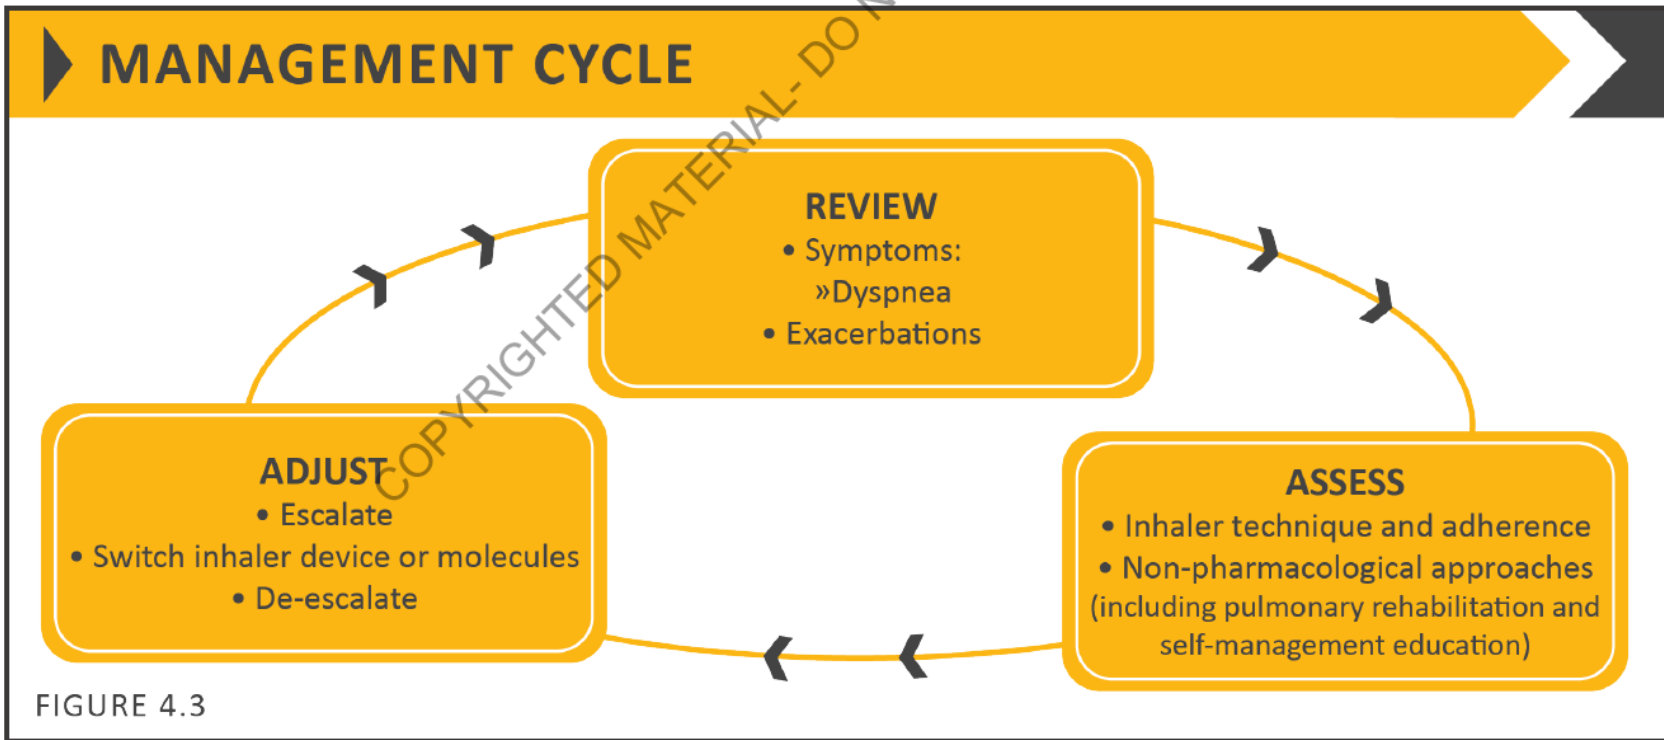 MANAGEMENT CYCLE
REVIEW
• Symptoms:
»Dyspnea
• Exacerbations
ADJUST
• Escalate
• Switch inhaler device or molecules
• De-escalate
ASSESS
• Inhaler technique and adherence
• Non-pharmacological approaches
(including pulmonary rehabilitation and
self-management education)
COPYRIGHTED MATERIAL- DO
FIGURE 4.3